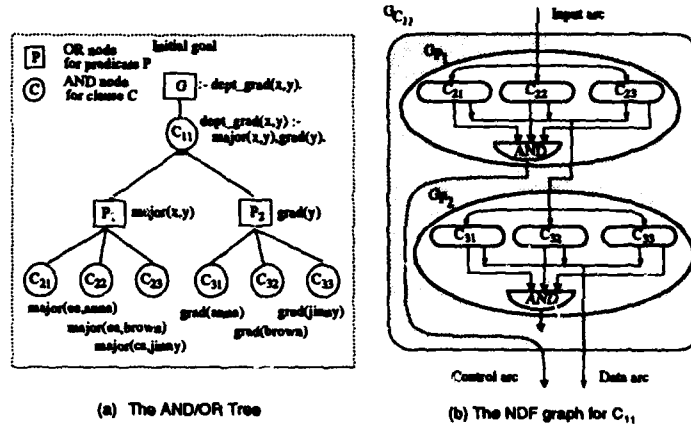 P OR node
for predicate P
C AND node
for clause C
Initial goal
G :- dept_grad(x,y).
C11 dept_grad(x,y) :-
major(x,y),grad(y).
P1 major(x,y)
P2 grad(y)
C21 C22 C23 C31 C32 C33
major(ee,anna)
major(ea,brown)
major(cs,jimmy)
grad(anna)
grad(brown)
grad(jimmy)
(a) The AND/OR Tree
GC11
Input arc
GP1
C21 C22 C23
AND
GP2
C31 C32 C33
AND
Control arc
Data arc
(b) The NDF graph for C11